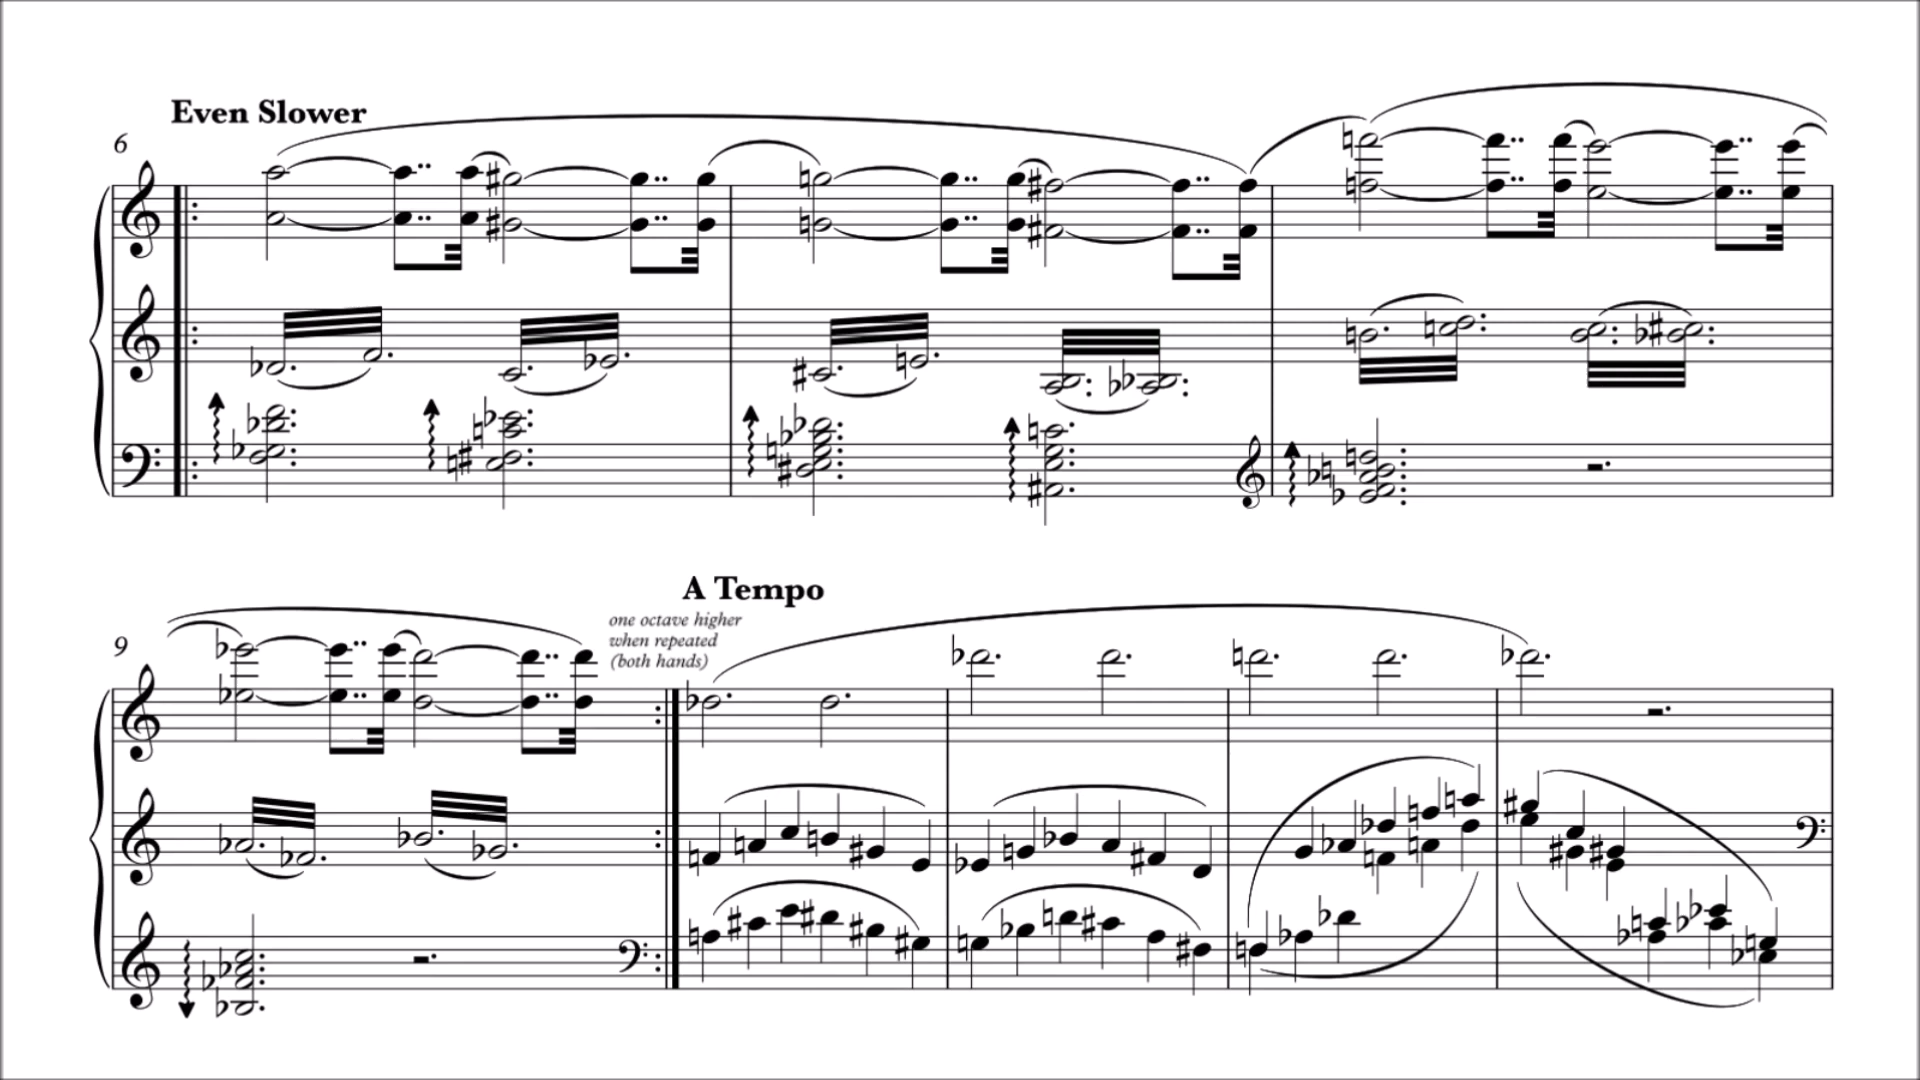 Even Slower
6
A Tempo
one octave higher
when repeated
(both hands)
9